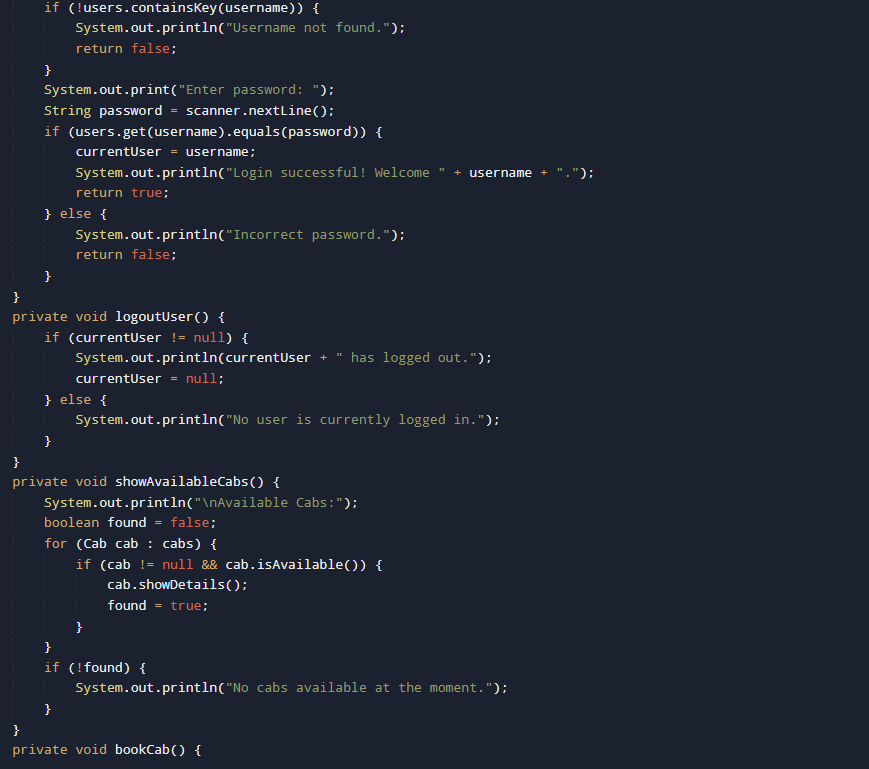 if (!users.containsKey(username)) {
        System.out.println("Username not found.");
        return false;
    }
    System.out.print("Enter password: ");
    String password = scanner.nextLine();
    if (users.get(username).equals(password)) {
        currentUser = username;
        System.out.println("Login successful! Welcome " + username + ".");
        return true;
    } else {
        System.out.println("Incorrect password.");
        return false;
    }
}
private void logoutUser() {
    if (currentUser != null) {
        System.out.println(currentUser + " has logged out.");
        currentUser = null;
    } else {
        System.out.println("No user is currently logged in.");
    }
}
private void showAvailableCabs() {
    System.out.println("\nAvailable Cabs:");
    boolean found = false;
    for (Cab cab : cabs) {
        if (cab != null && cab.isAvailable()) {
            cab.showDetails();
            found = true;
        }
    }
    if (!found) {
        System.out.println("No cabs available at the moment.");
    }
}
private void bookCab() {